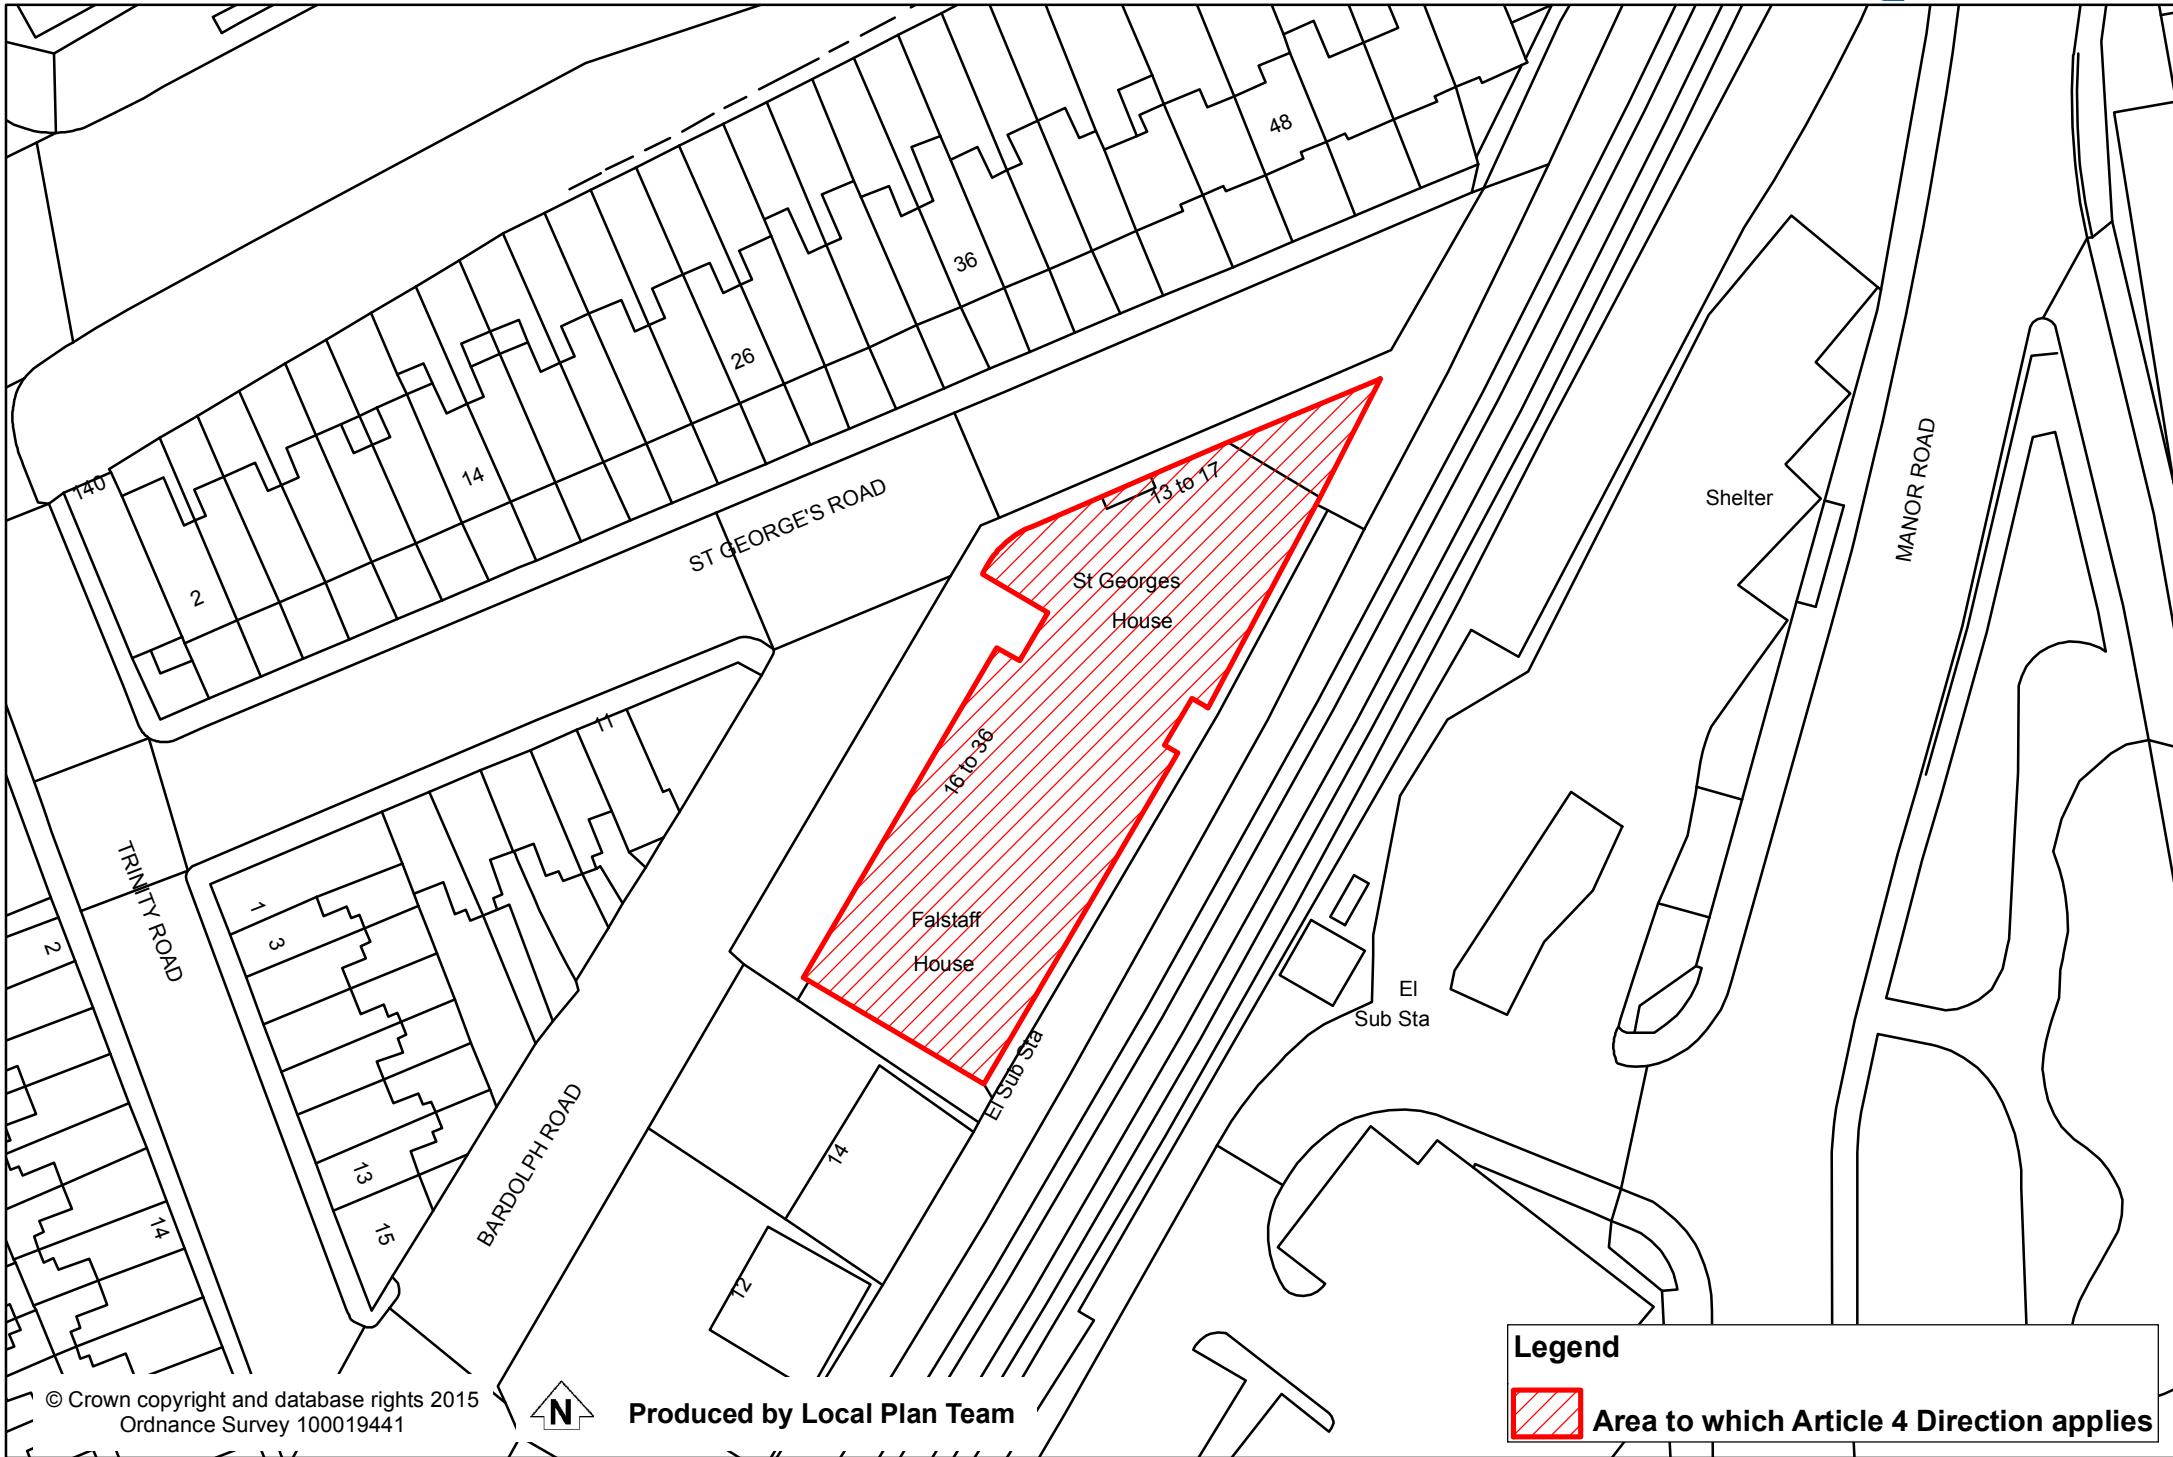 48
36
26
14
140
2
ST GEORGE'S ROAD
13 to 17
St Georges
House
Shelter
MANOR ROAD
11
16 to 36
TRINITY ROAD
1
3
2
Falstaff
House
El
Sub Sta
El Sub Sta
BARDOLPH ROAD
14
13
15
14
12
Legend
Area to which Article 4 Direction applies
© Crown copyright and database rights 2015
Ordnance Survey 100019441
N
Produced by Local Plan Team